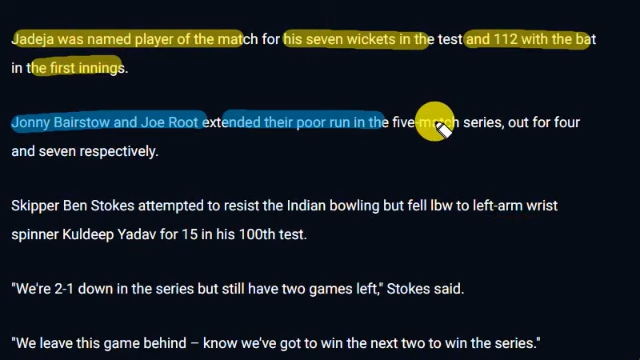 Jadeja was named player of the match for his seven wickets in the test and 112 with the bat
in the first innings.
Jonny Bairstow and Joe Root extended their poor run in the five-match series, out for four
and seven respectively.
Skipper Ben Stokes attempted to resist the Indian bowling but fell lbw to left-arm wrist
spinner Kuldeep Yadav for 15 in his 100th test.
"We're 2-1 down in the series but still have two games left," Stokes said.
"We leave this game behind – know we've got to win the next two to win the series."